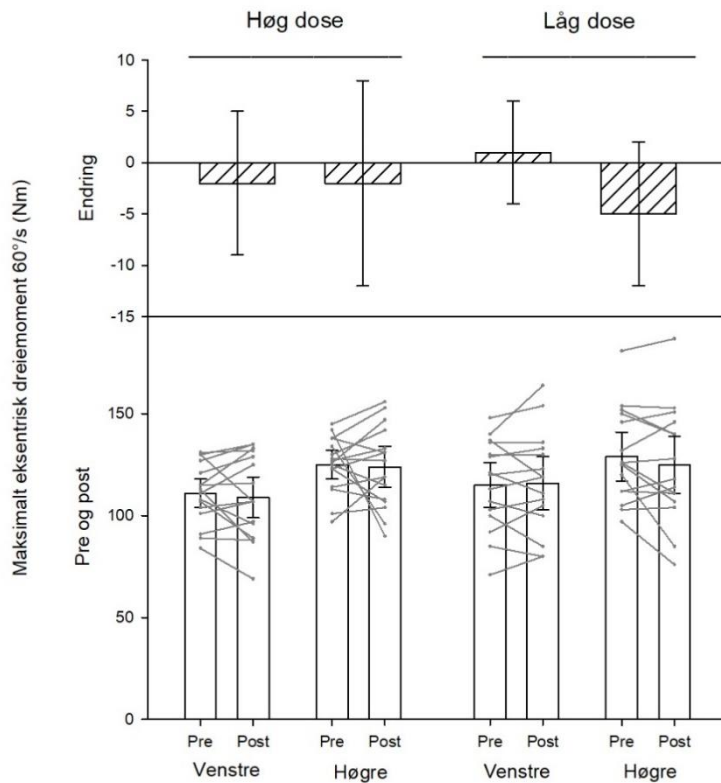 Høg dose Låg dose
Maksimalt eksentrisk dreiemoment 60°/s (Nm)
Endring
10
5
0
-5
-10
-15
Pre og post
150
100
50
0
Pre Post Pre Post Pre Post Pre Post
Venstre Høgre Venstre Høgre